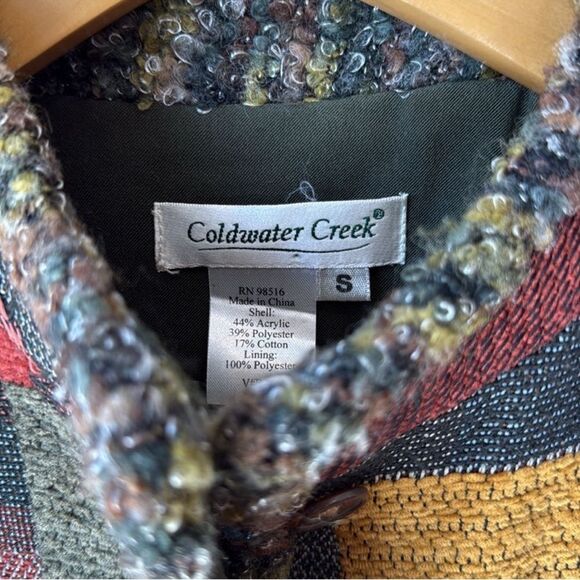 Coldwater Creek®
S
RN 98516
Made in China
Shell:
44% Acrylic
39% Polyester
17% Cotton
Lining:
100% Polyester